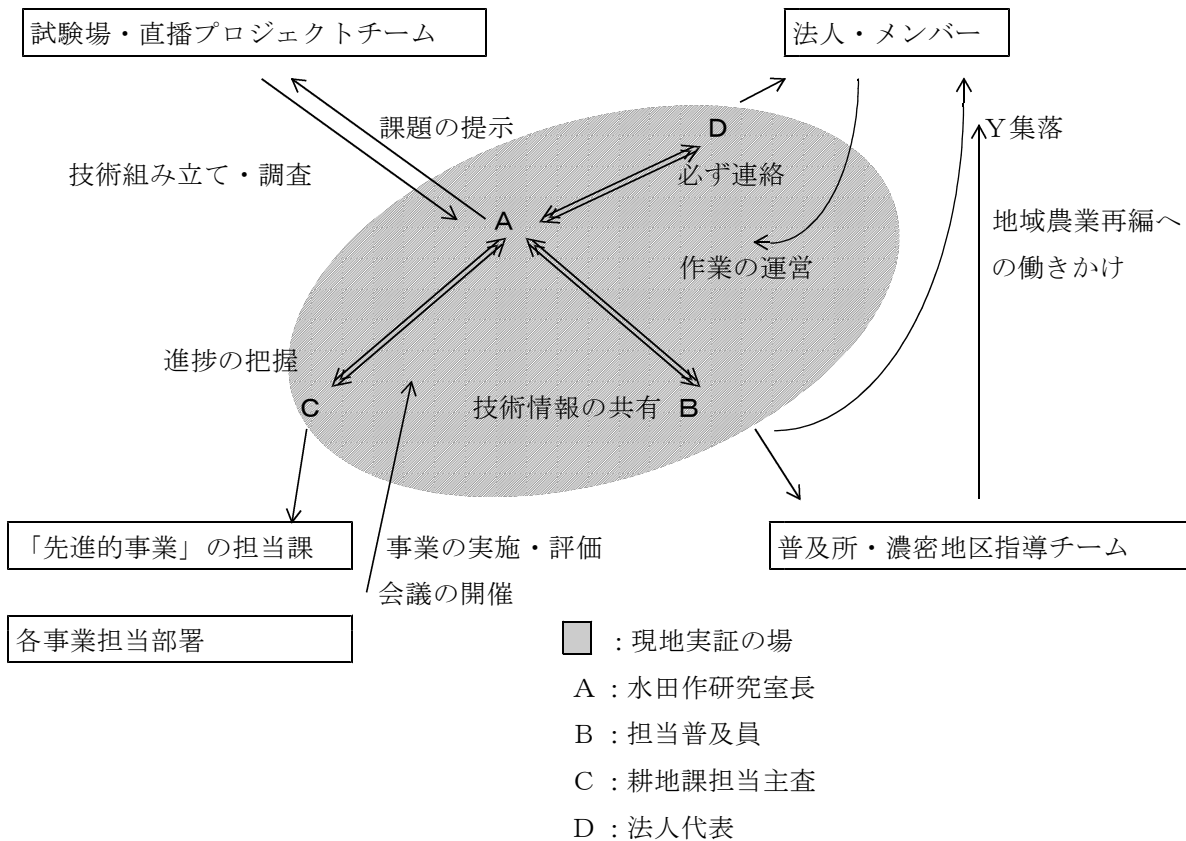 試験場・直播プロジェクトチーム
法人・メンバー
課題の提示
D
Y集落
技術組み立て・調査
必ず連絡
A
地域農業再編へ
の働きかけ
作業の運営
進捗の把握
C
技術情報の共有
B
「先進的事業」の担当課
事業の実施・評価
会議の開催
普及所・濃密地区指導チーム
各事業担当部署
：現地実証の場
A：水田作研究室長
B：担当普及員
C：耕地課担当主査
D：法人代表